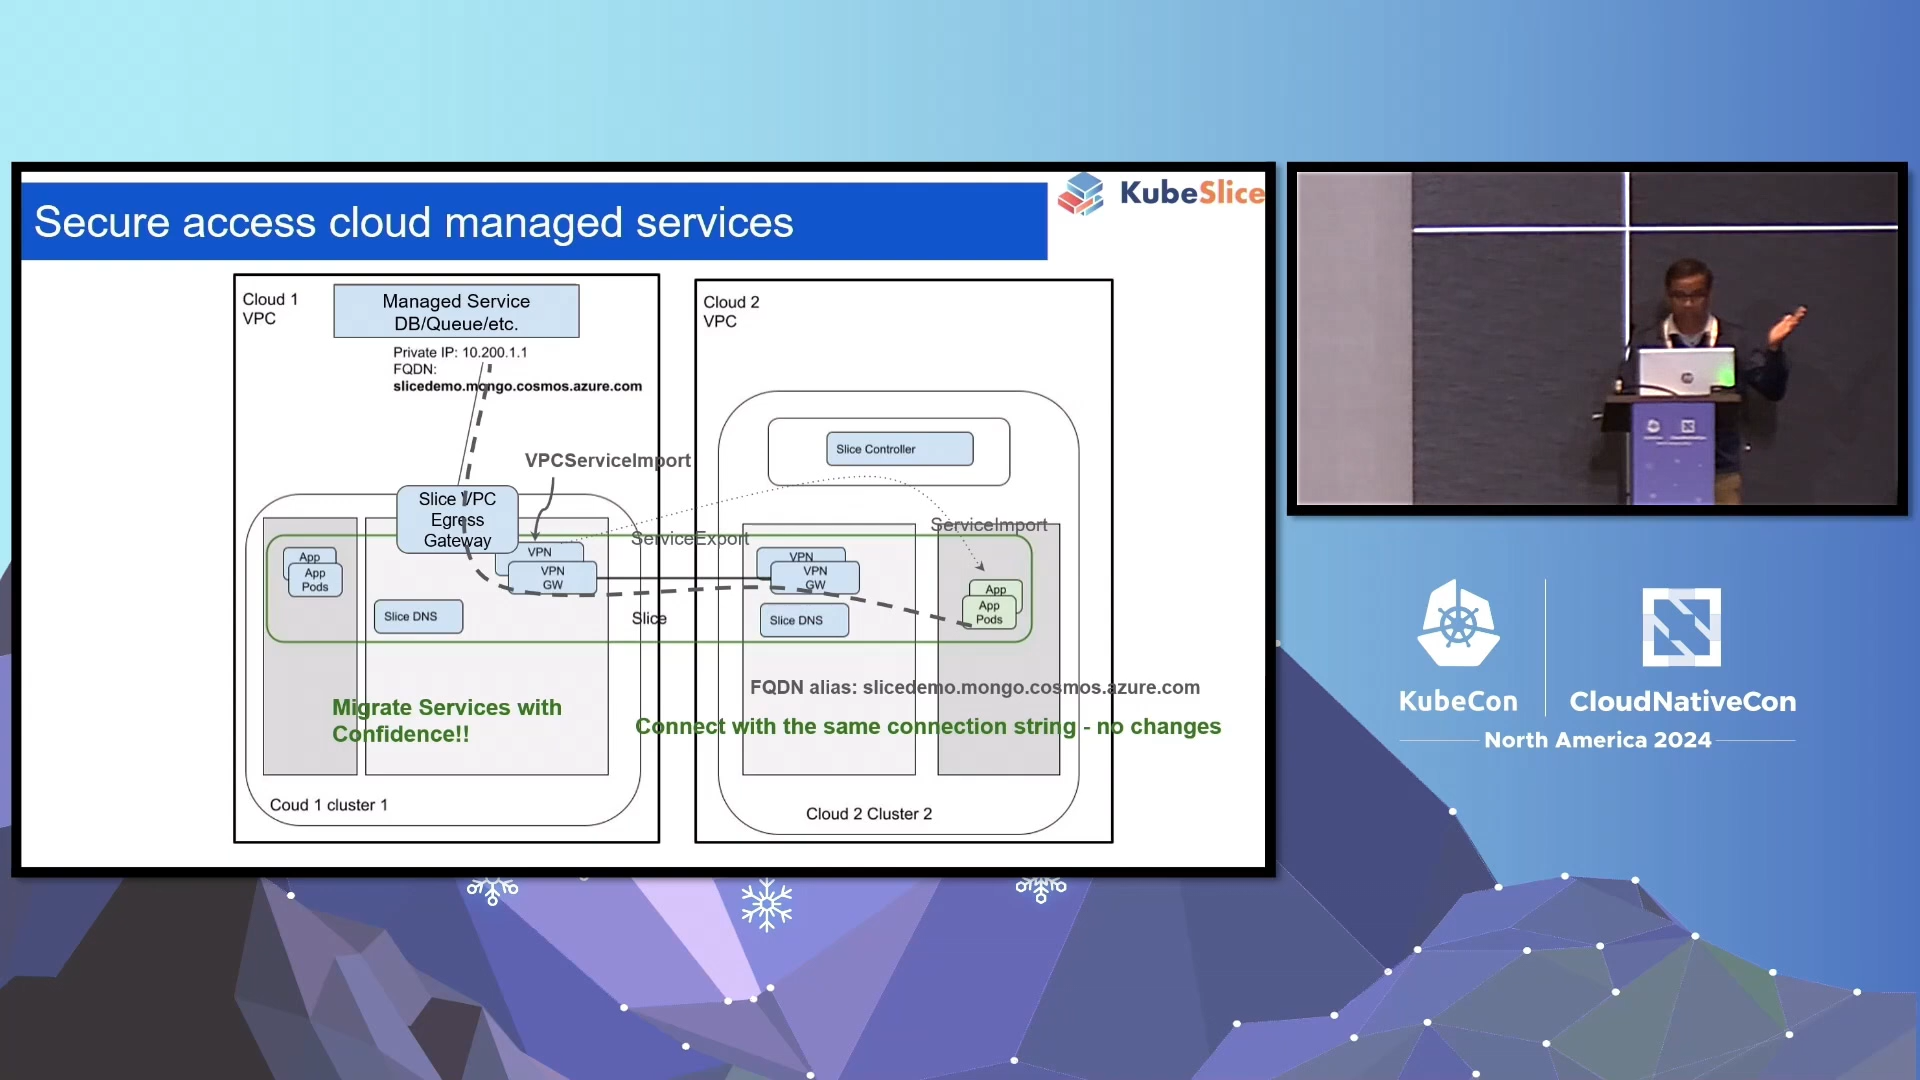 Secure access cloud managed services
KubeSlice
Cloud 1
VPC
Managed Service
DB/Queue/etc.
Private IP: 10.200.1.1
FQDN:
slicedemo.mongo.cosmos.azure.com
VPCServiceImport
Slice VPC
Egress
Gateway
App
App
Pods
VPN
VPN
GW
Slice DNS
ServiceExport
Slice
Migrate Services with
Confidence!!
Coud 1 cluster 1
Cloud 2
VPC
Slice Controller
ServiceImport
VPN
VPN
GW
Slice DNS
App
App
Pods
FQDN alias: slicedemo.mongo.cosmos.azure.com
Connect with the same connection string - no changes
Cloud 2 Cluster 2
KubeCon
CloudNativeCon
North America 2024